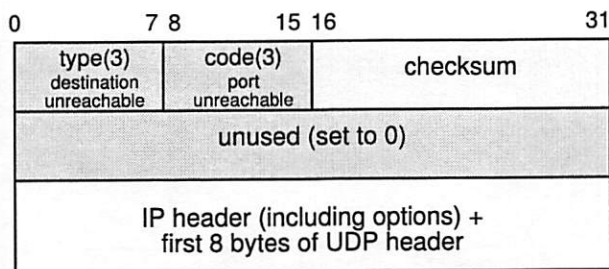 0 7 8 15 16 31
type(3) code(3) checksum
destination port
unreachable unreachable
unused (set to 0)
IP header (including options) +
first 8 bytes of UDP header